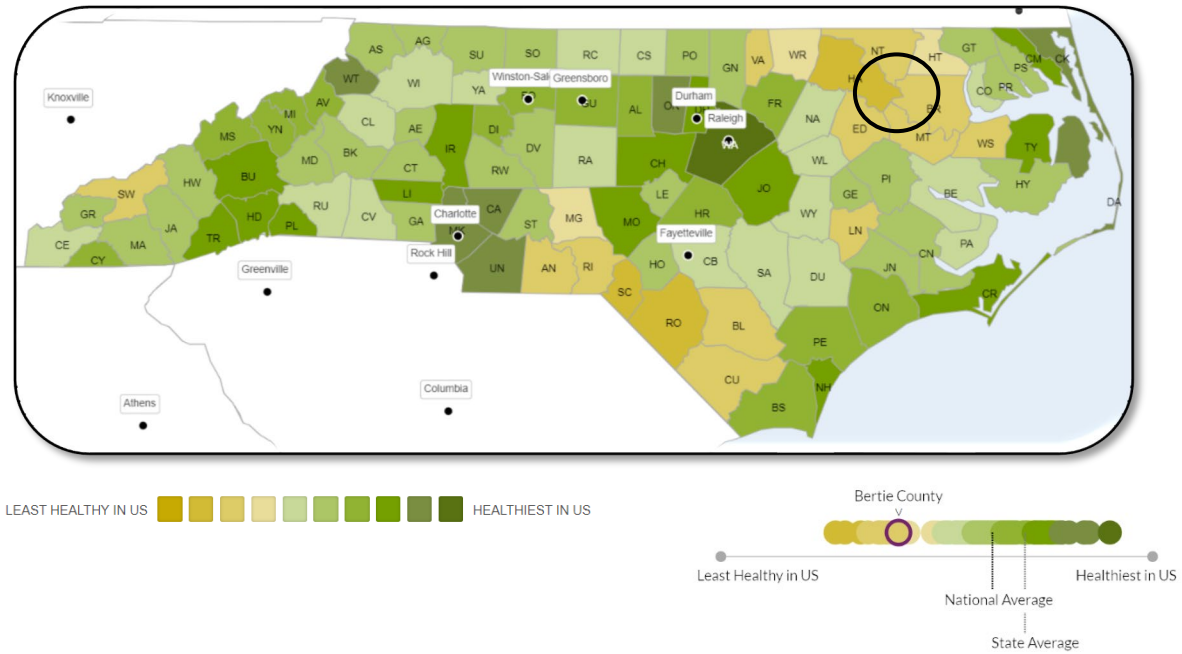 AS
AG
SU
SO
RC
CS
PO
GN
VA
WR
HA
NT
HT
GT
PS
CM
CK
WT
WI
YA
Winston-Sal
Greensboro
GU
AL
Durham
Raleigh
FR
NA
ED
BR
MT
CO
PR
Knoxville
AV
MI
YN
MS
CL
AE
IR
DI
DV
RA
CH
WS
TY
HY
DA
SW
HW
BU
MD
BK
CT
RW
LE
JO
WL
PI
BE
GR
JA
HD
PL
RU
CV
LI
GA
Charlotte
CA
ST
MG
MO
HR
WY
GE
LN
PA
CE
CY
MA
TR
Rock Hill
UN
AN
RI
SC
HO
Fayetteville
CB
SA
DU
JN
CN
CR
Greenville
RO
BL
ON
PE
CU
BS
NH
Columbia
Athens
LEAST HEALTHY IN US
HEALTHIEST IN US
Bertie County
Least Healthy in US
Healthiest in US
National Average
State Average